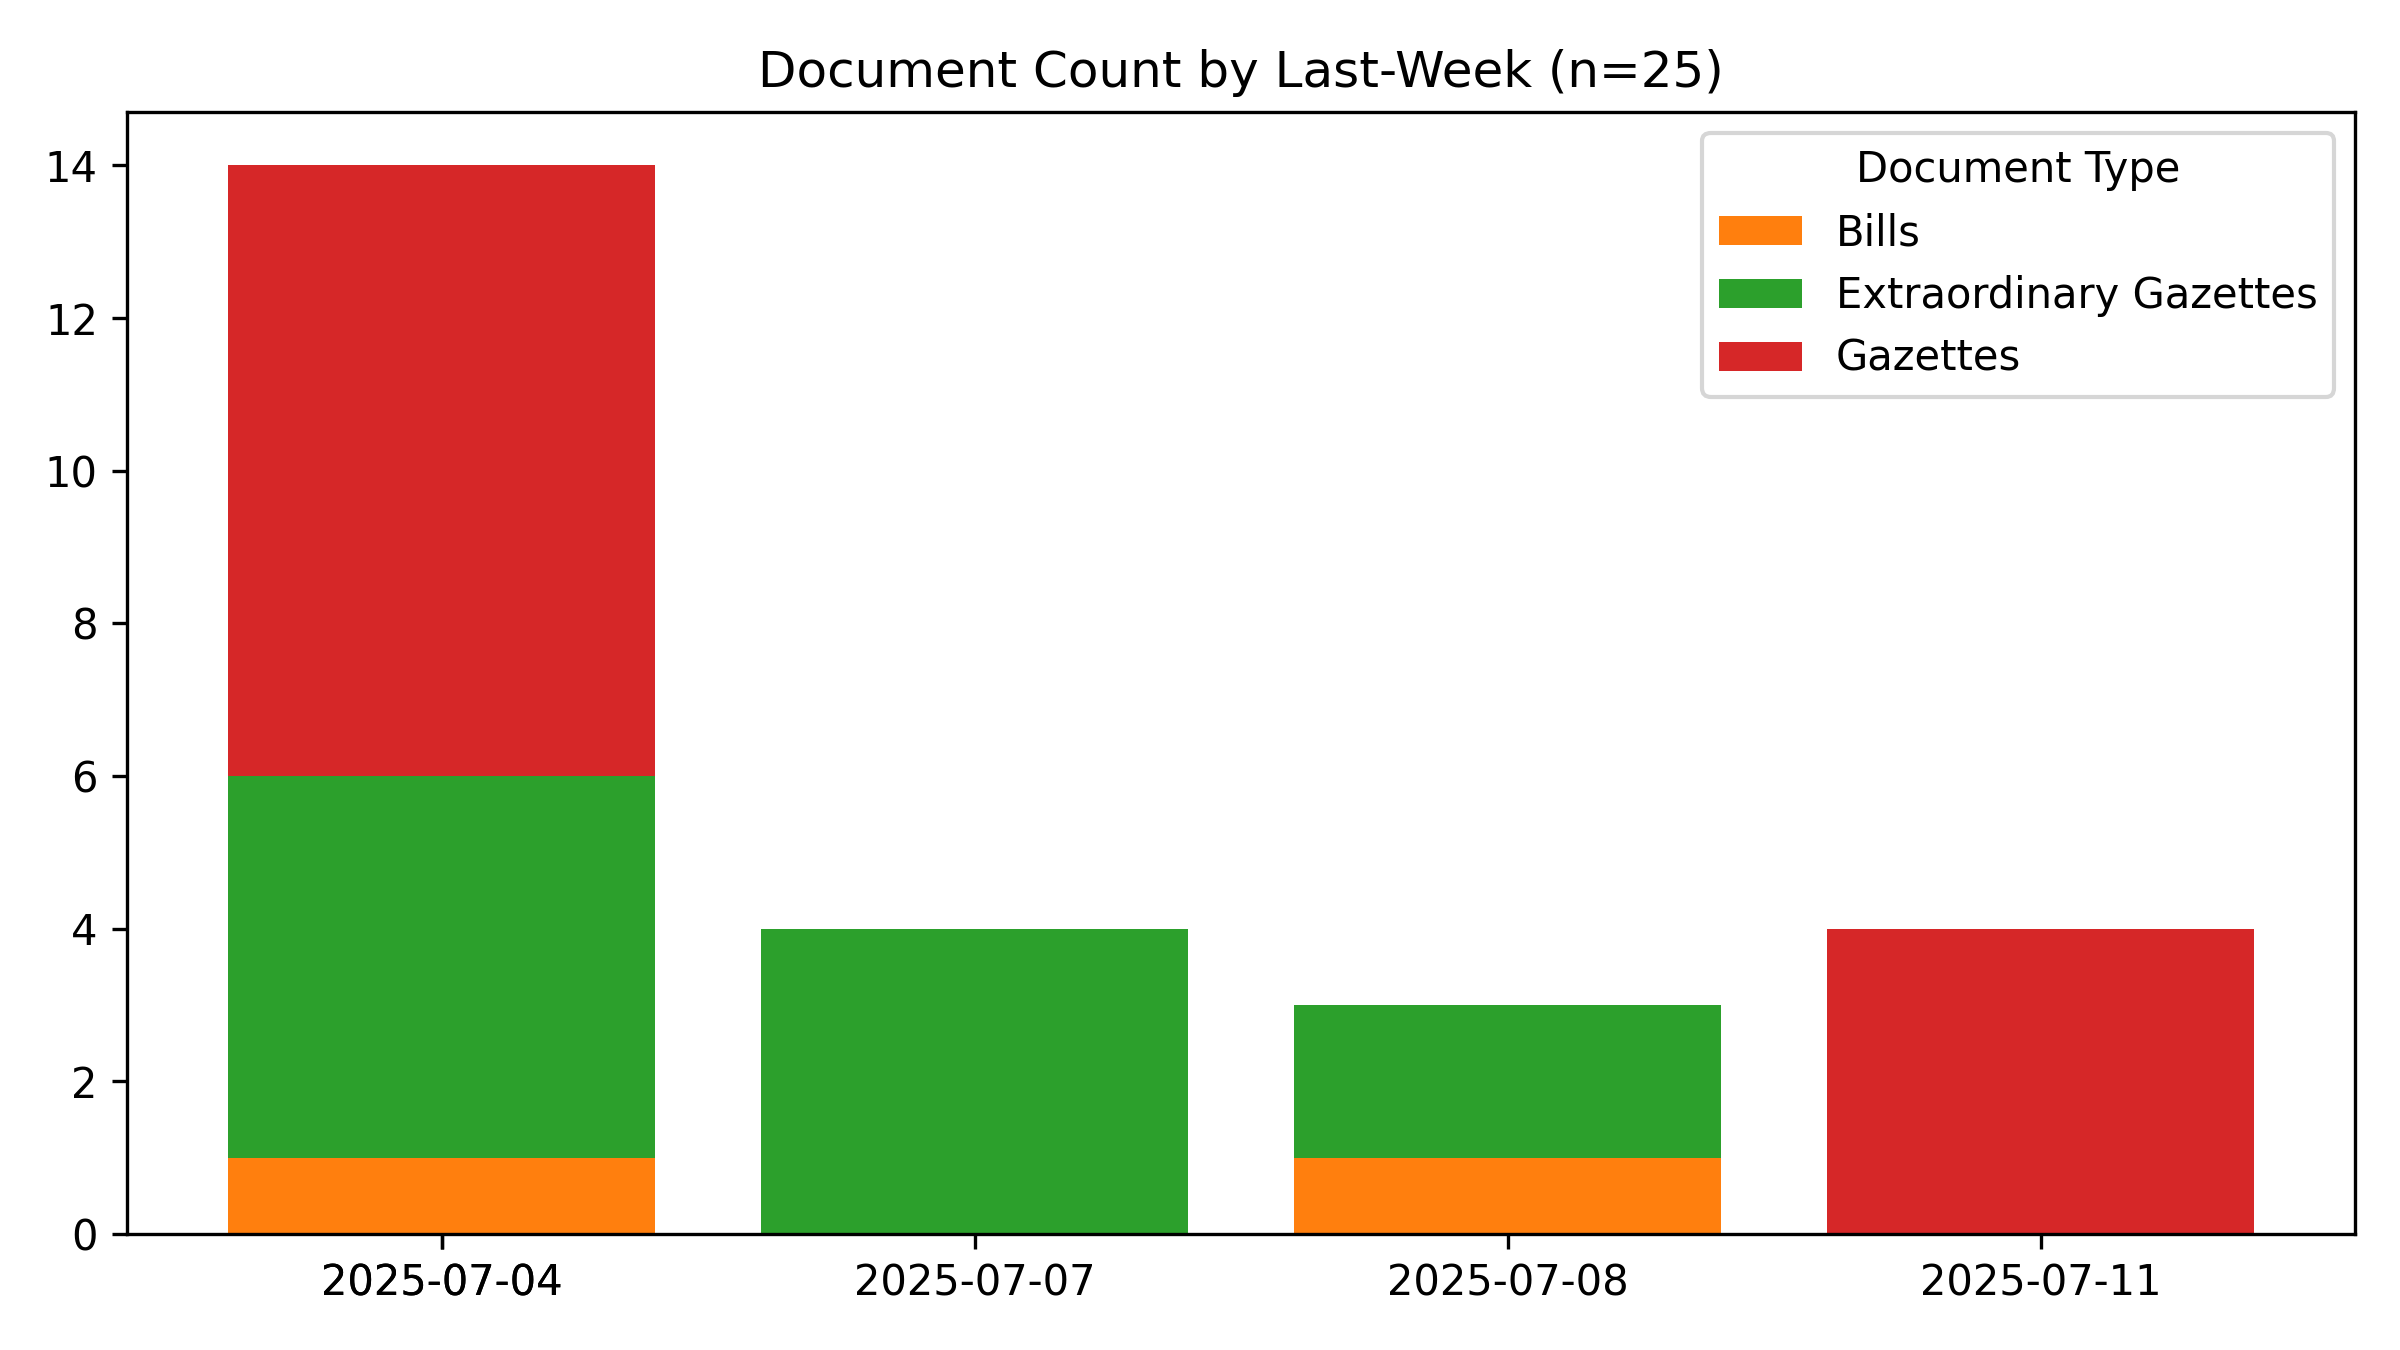 Document Count by Last-Week (n=25)
14
12
10
8
6
4
2
0
Document Type
Bills
Extraordinary Gazettes
Gazettes
2025-07-04
2025-07-07
2025-07-08
2025-07-11